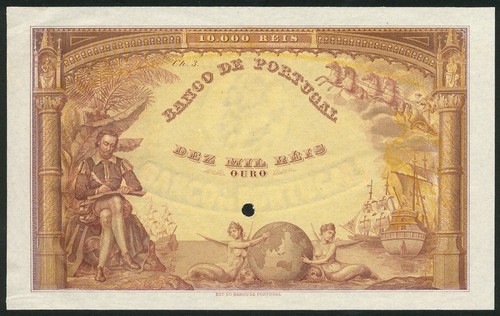 10.000 RÉIS
Ch. 3.
BANCO DE PORTUGAL
DEZ MIL RÉIS
OURO